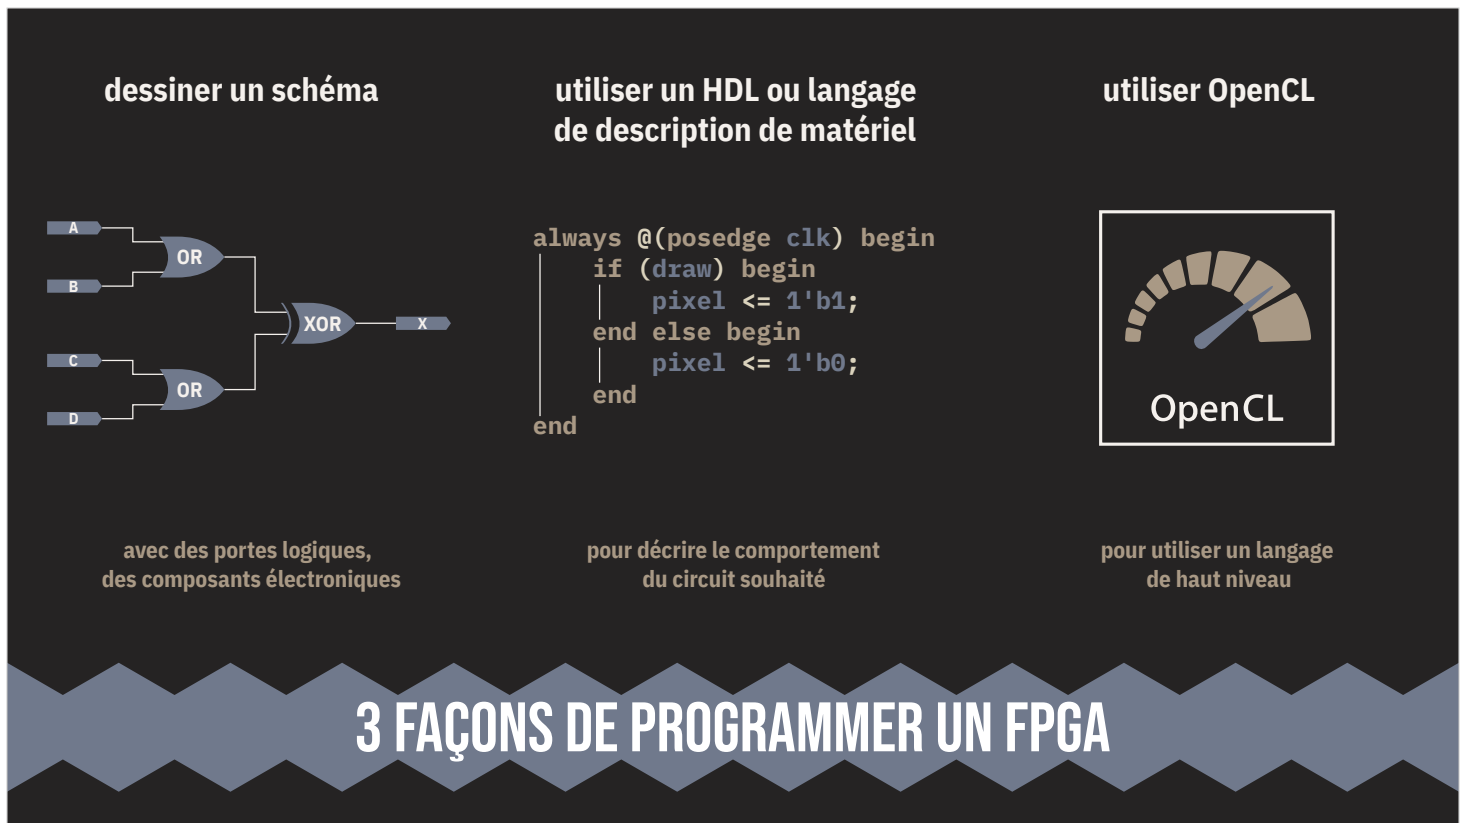 dessiner un schéma
utiliser un HDL ou langage
de description de matériel
utiliser OpenCL
A
B
C
D
OR
OR
XOR
X
always @(posedge clk) begin
    if (draw) begin
        pixel <= 1'b1;
    end else begin
        pixel <= 1'b0;
    end
end
OpenCL
avec des portes logiques,
des composants électroniques
pour décrire le comportement
du circuit souhaité
pour utiliser un langage
de haut niveau
3 FAÇONS DE PROGRAMMER UN FPGA